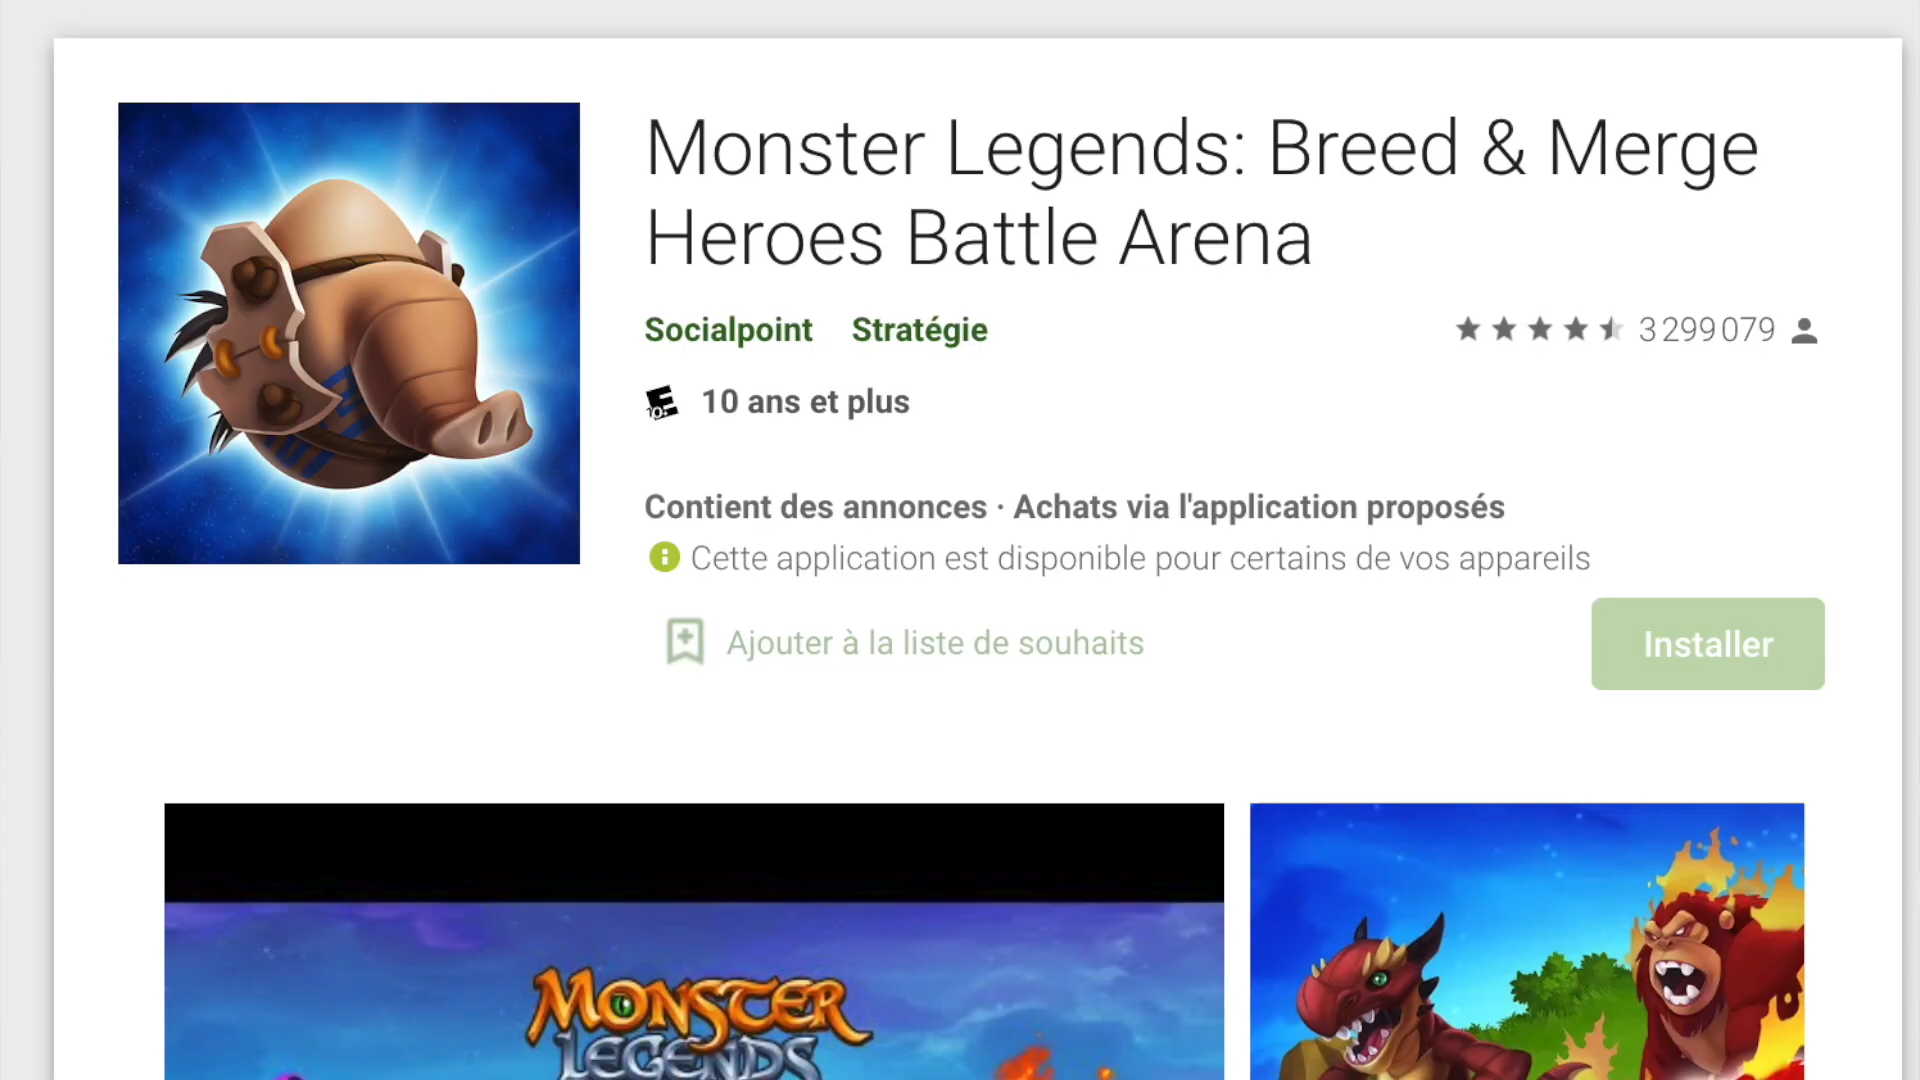 Monster Legends: Breed & Merge
Heroes Battle Arena
Socialpoint Stratégie 3 299 079
10 ans et plus
Contient des annonces · Achats via l'application proposés
Cette application est disponible pour certains de vos appareils
Ajouter à la liste de souhaits Installer
MONSTER
LEGENDS